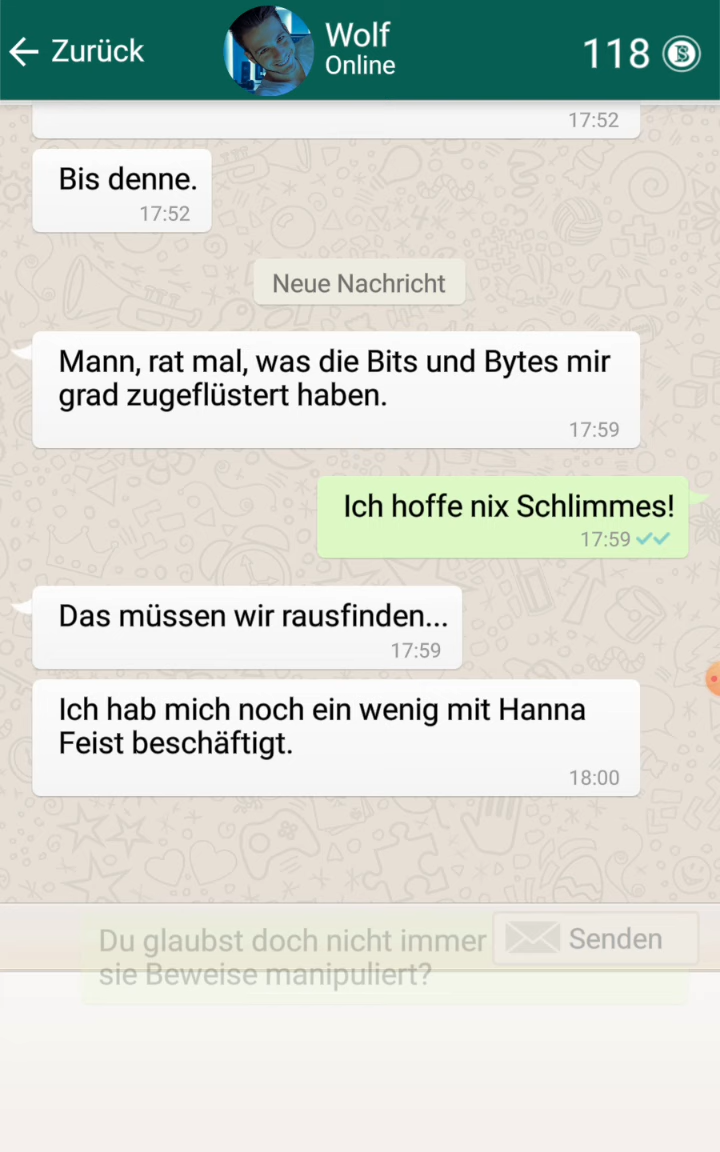 Zurück
Wolf
Online
118
17:52
Bis denne.
17:52
Neue Nachricht
Mann, rat mal, was die Bits und Bytes mir
grad zugeflüstert haben.
17:59
Ich hoffe nix Schlimmes!
17:59
Das müssen wir rausfinden...
17:59
Ich hab mich noch ein wenig mit Hanna
Feist beschäftigt.
18:00
Du glaubst doch nicht immer
sie Beweise manipuliert?
Senden